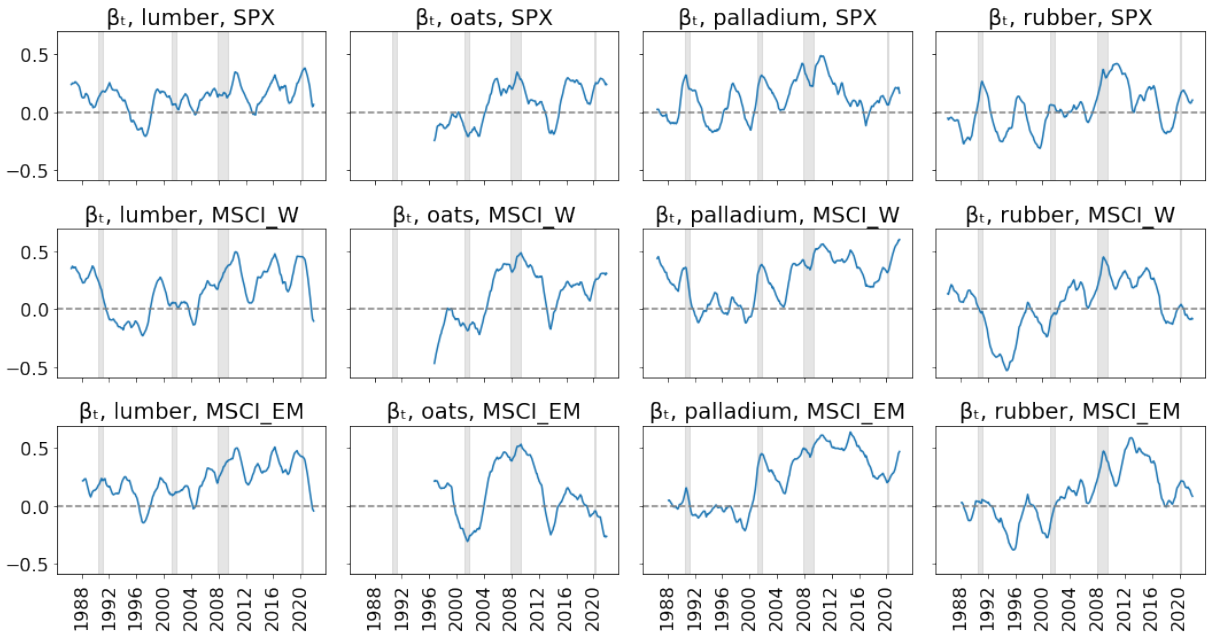 βₜ, lumber, SPX
βₜ, oats, SPX
βₜ, palladium, SPX
βₜ, rubber, SPX
0.5
0.0
−0.5
βₜ, lumber, MSCI_W
βₜ, oats, MSCI_W
βₜ, palladium, MSCI_W
βₜ, rubber, MSCI_W
0.5
0.0
−0.5
βₜ, lumber, MSCI_EM
βₜ, oats, MSCI_EM
βₜ, palladium, MSCI_EM
βₜ, rubber, MSCI_EM
0.5
0.0
−0.5
1988 1992 1996 2000 2004 2008 2012 2016 2020
1988 1992 1996 2000 2004 2008 2012 2016 2020
1988 1992 1996 2000 2004 2008 2012 2016 2020
1988 1992 1996 2000 2004 2008 2012 2016 2020